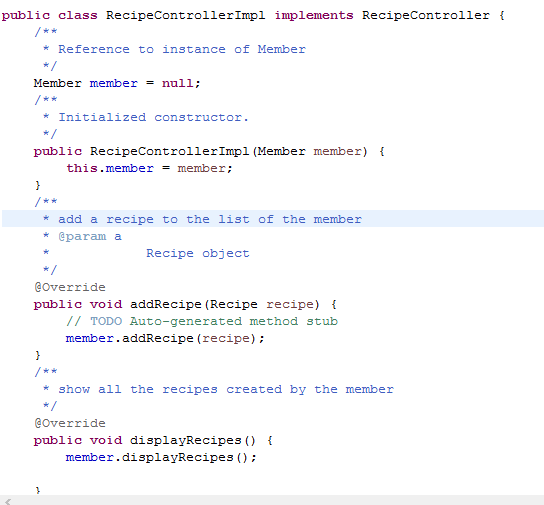 public class RecipeControllerImpl implements RecipeController {
/**
* Reference to instance of Member
*/
Member member = null;
/**
* Initialized constructor.
*/
public RecipeControllerImpl(Member member) {
this.member = member;
}
/**
* add a recipe to the list of the member
* @param a
* Recipe object
*/
@Override
public void addRecipe(Recipe recipe) {
// TODO Auto-generated method stub
member.addRecipe(recipe);
}
/**
* show all the recipes created by the member
*/
@Override
public void displayRecipes() {
member.displayRecipes();
}